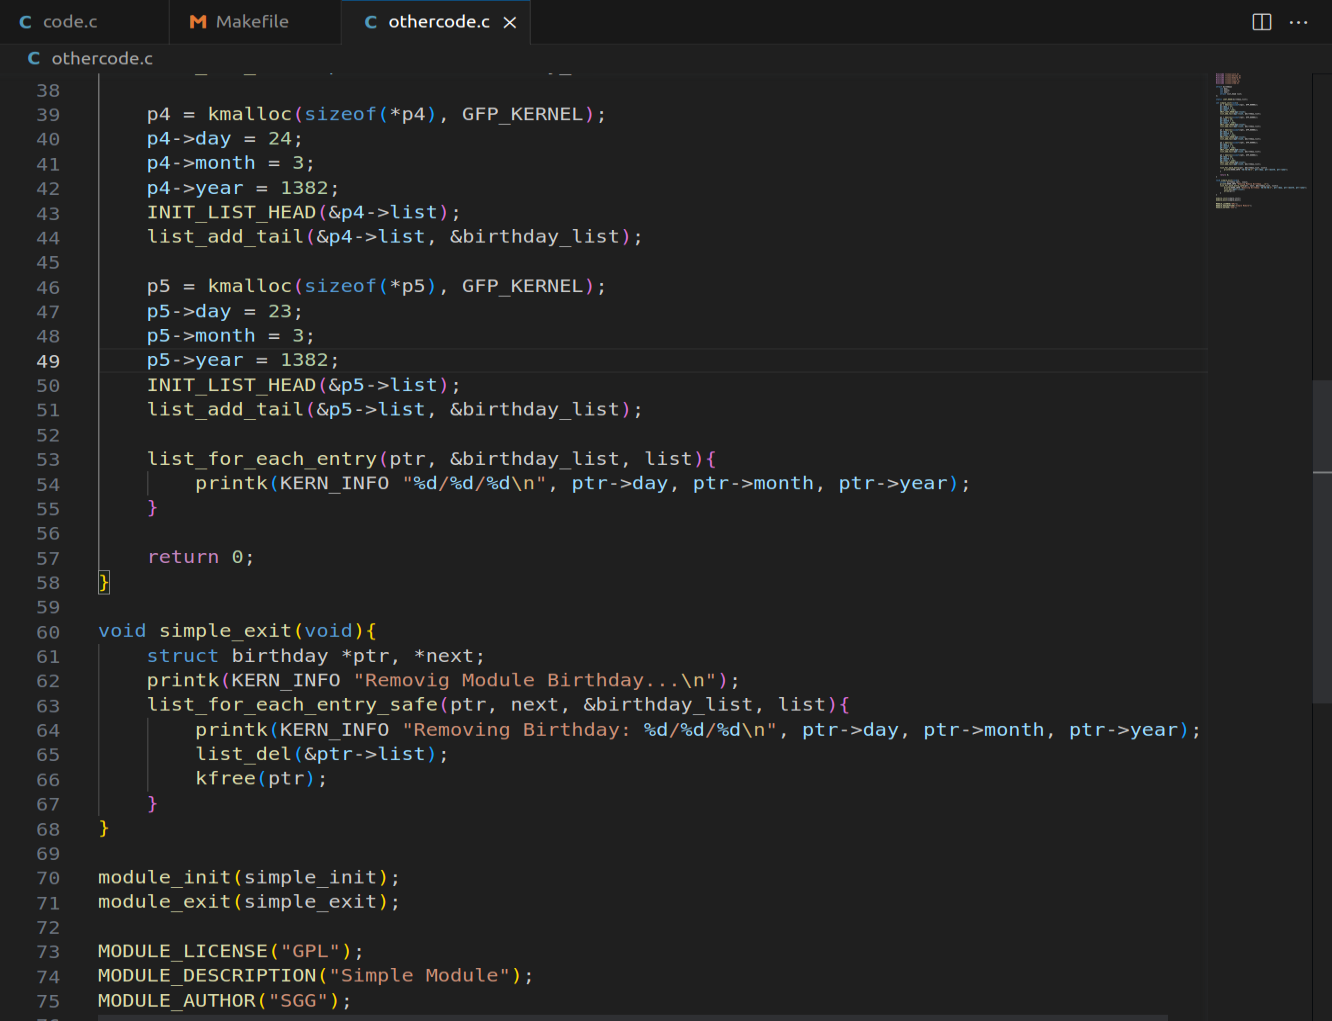 code.c Makefile othercode.c
othercode.c
38
39 p4 = kmalloc(sizeof(*p4), GFP_KERNEL);
40 p4->day = 24;
41 p4->month = 3;
42 p4->year = 1382;
43 INIT_LIST_HEAD(&p4->list);
44 list_add_tail(&p4->list, &birthday_list);
45
46 p5 = kmalloc(sizeof(*p5), GFP_KERNEL);
47 p5->day = 23;
48 p5->month = 3;
49 p5->year = 1382;
50 INIT_LIST_HEAD(&p5->list);
51 list_add_tail(&p5->list, &birthday_list);
52
53 list_for_each_entry(ptr, &birthday_list, list){
54 printk(KERN_INFO "%d/%d/%d\n", ptr->day, ptr->month, ptr->year);
55 }
56
57 return 0;
58 }
59
60 void simple_exit(void){
61 struct birthday *ptr, *next;
62 printk(KERN_INFO "Removig Module Birthday...\n");
63 list_for_each_entry_safe(ptr, next, &birthday_list, list){
64 printk(KERN_INFO "Removing Birthday: %d/%d/%d\n", ptr->day, ptr->month, ptr->year);
65 list_del(&ptr->list);
66 kfree(ptr);
67 }
68 }
69
70 module_init(simple_init);
71 module_exit(simple_exit);
72
73 MODULE_LICENSE("GPL");
74 MODULE_DESCRIPTION("Simple Module");
75 MODULE_AUTHOR("SGG");